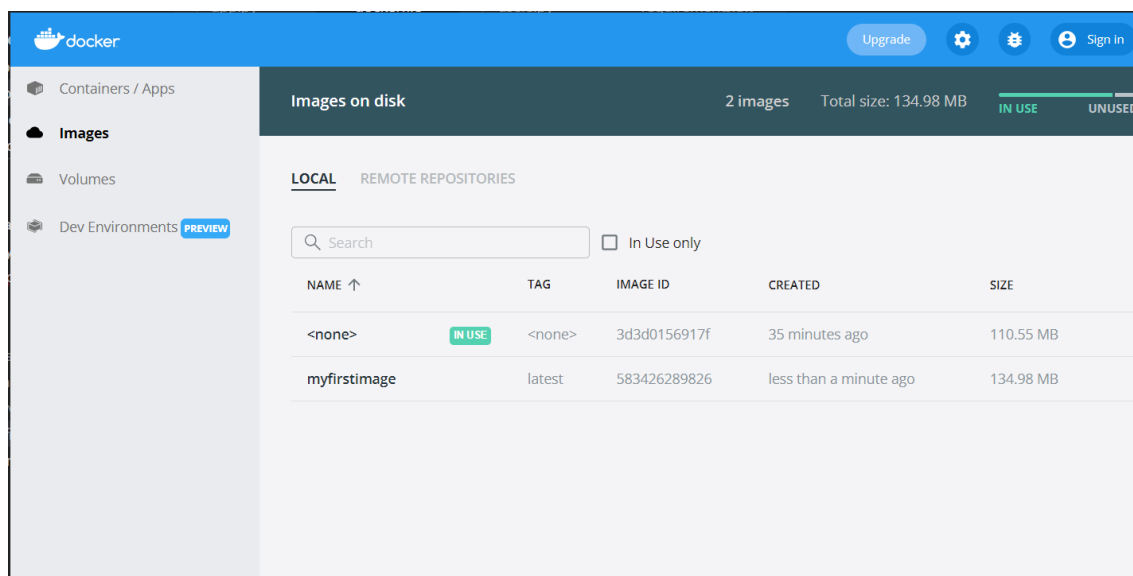 docker
Upgrade
Sign in
Containers / Apps
Images
Volumes
Dev Environments PREVIEW
Images on disk
2 images
Total size: 134.98 MB
IN USE
UNUSED
LOCAL REMOTE REPOSITORIES
Search
In Use only
NAME TAG IMAGE ID CREATED SIZE
<none> IN USE <none> 3d3d0156917f 35 minutes ago 110.55 MB
myfirstimage latest 583426289826 less than a minute ago 134.98 MB